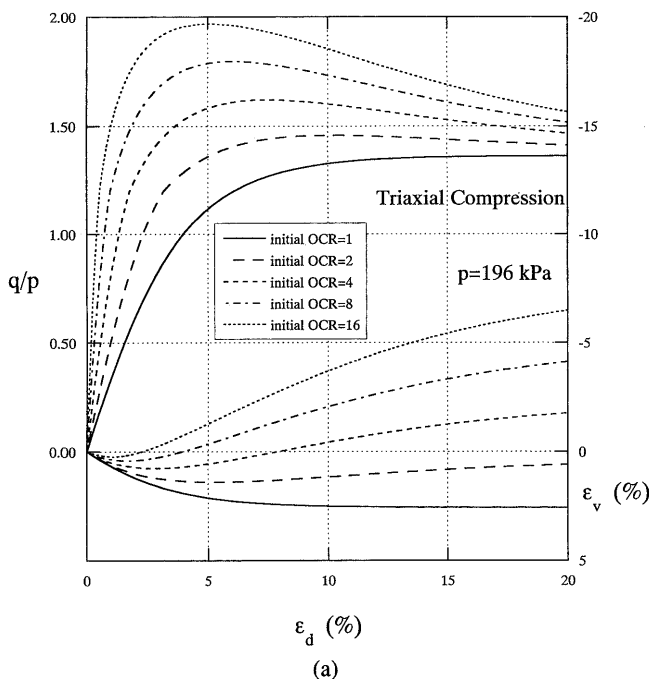 2.00
1.50
1.00
0.50
0.00
q/p
-20
-15
-10
-5
0
5
ε_v (%)
Triaxial Compression
p=196 kPa
initial OCR=1
initial OCR=2
initial OCR=4
initial OCR=8
initial OCR=16
0 5 10 15 20
ε_d (%)
(a)